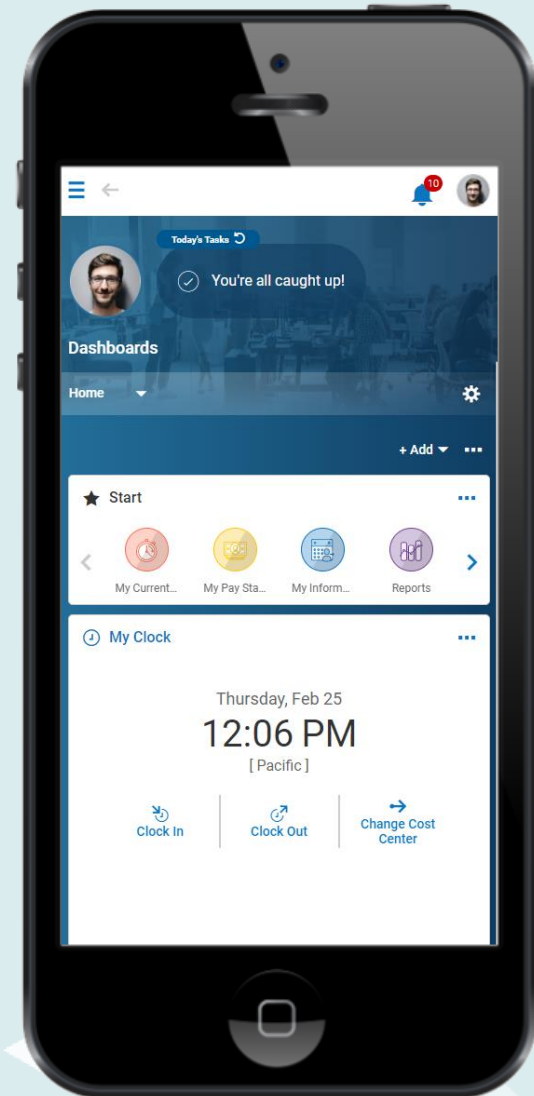 10
Today's Tasks
You're all caught up!
Dashboards
Home
+ Add
Start
My Current...
My Pay Sta...
My Inform...
Reports
My Clock
Thursday, Feb 25
12:06 PM
[ Pacific ]
Clock In
Clock Out
Change Cost
Center